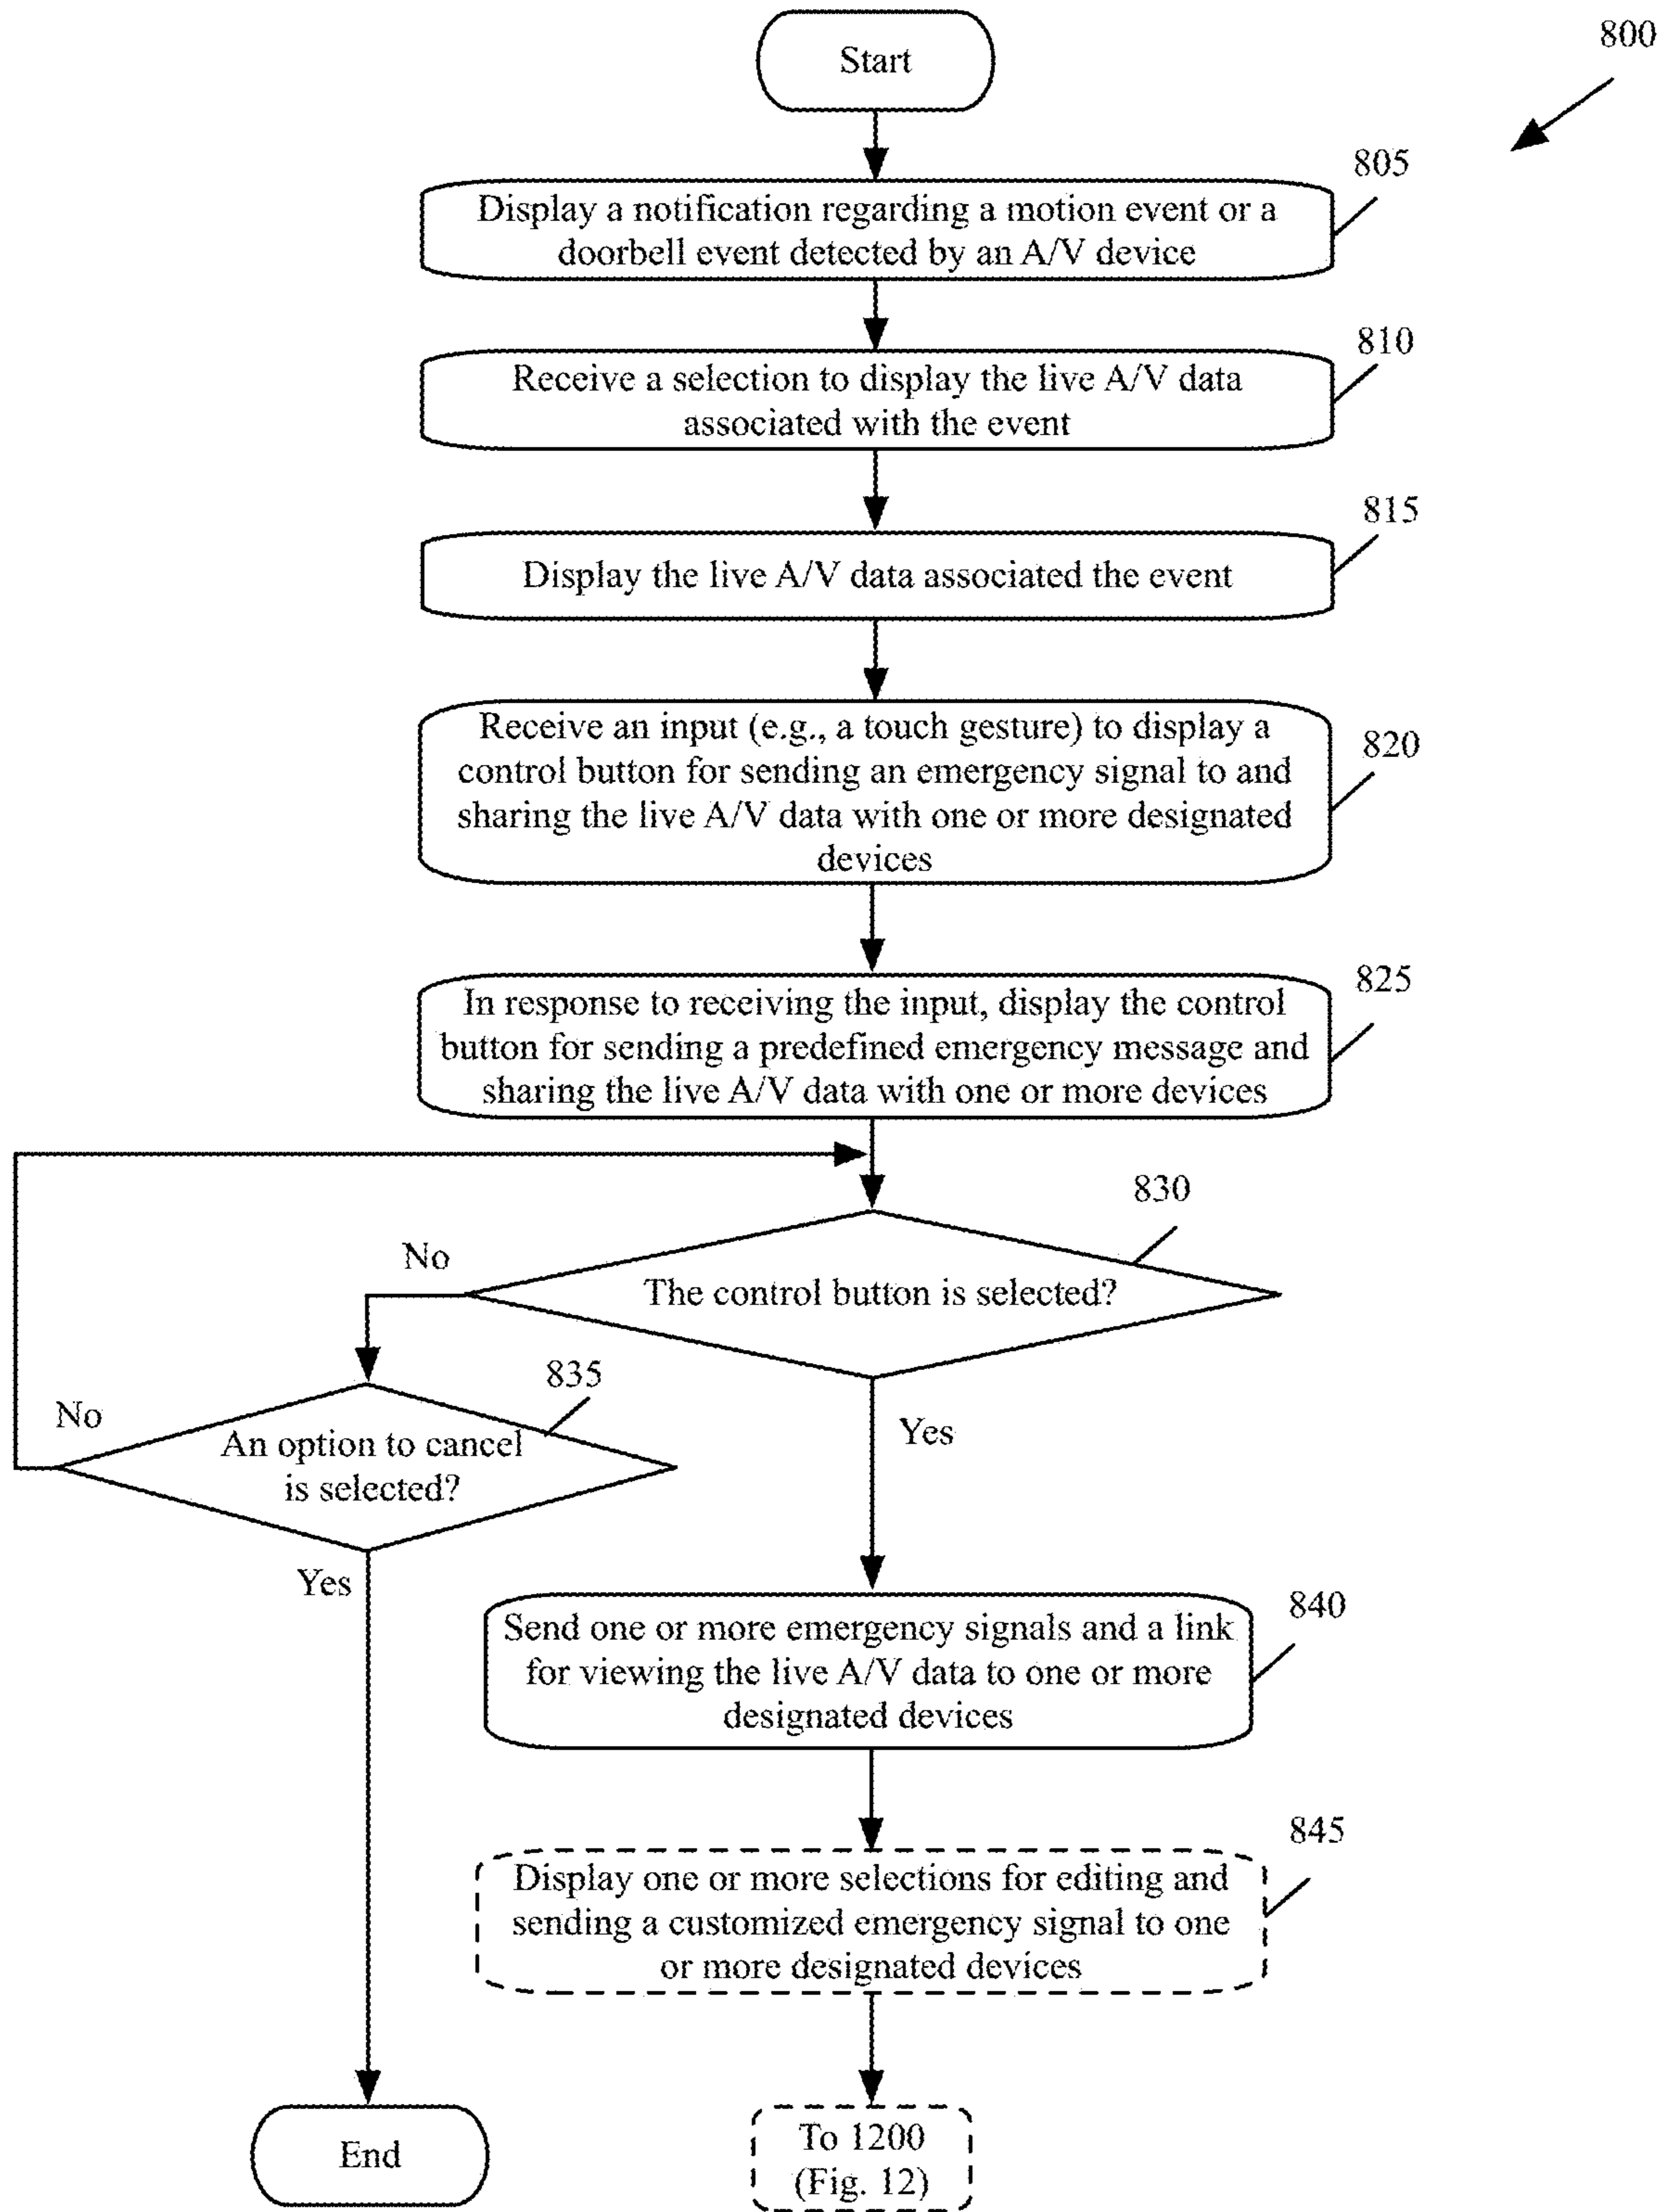 800
Start
805
Display a notification regarding a motion event or a
doorbell event detected by an A/V device
810
Receive a selection to display the live A/V data
associated with the event
815
Display the live A/V data associated the event
820
Receive an input (e.g., a touch gesture) to display a
control button for sending an emergency signal to and
sharing the live A/V data with one or more designated
devices
825
In response to receiving the input, display the control
button for sending a predefined emergency message and
sharing the live A/V data with one or more devices
830
No
The control button is selected?
835
No
An option to cancel
is selected?
Yes
Yes
840
Send one or more emergency signals and a link
for viewing the live A/V data to one or more
designated devices
845
Display one or more selections for editing and
sending a customized emergency signal to one
or more designated devices
End
To 1200
(Fig. 12)